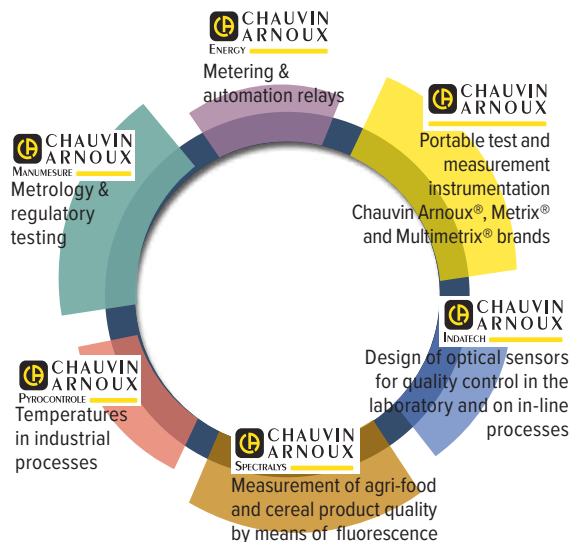 CHAUVIN
ARNOUX
ENERGY
Metering &
automation relays
CHAUVIN
ARNOUX
Portable test and
measurement
instrumentation
Chauvin Arnoux®, Metrix®
and Multimetrix® brands
CHAUVIN
ARNOUX
INDATECH
Design of optical sensors
for quality control in the
laboratory and on in-line
processes
CHAUVIN
ARNOUX
SPECTRALYS
Measurement of agri-food
and cereal product quality
by means of fluorescence
CHAUVIN
ARNOUX
PYROCONTROLE
Temperatures
in industrial
processes
CHAUVIN
ARNOUX
MANUMESURE
Metrology &
regulatory
testing